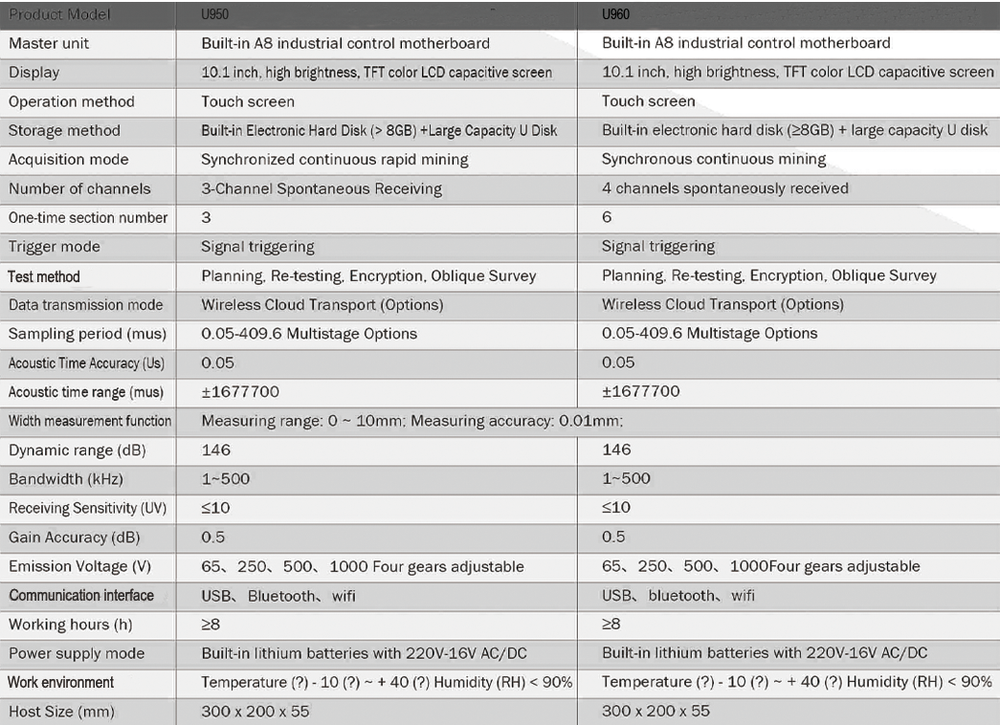 Product Model U950 U960
Master unit Built-in A8 industrial control motherboard Built-in A8 industrial control motherboard
Display 10.1 inch, high brightness, TFT color LCD capacitive screen 10.1 inch, high brightness, TFT color LCD capacitive screen
Operation method Touch screen Touch screen
Storage method Built-in Electronic Hard Disk (> 8GB) +Large Capacity U Disk Built-in electronic hard disk (≥8GB) + large capacity U disk
Acquisition mode Synchronized continuous rapid mining Synchronous continuous mining
Number of channels 3-Channel Spontaneous Receiving 4 channels spontaneously received
One-time section number 3 6
Trigger mode Signal triggering Signal triggering
Test method Planning, Re-testing, Encryption, Oblique Survey Planning, Re-testing, Encryption, Oblique Survey
Data transmission mode Wireless Cloud Transport (Options) Wireless Cloud Transport (Options)
Sampling period (mus) 0.05-409.6 Multistage Options 0.05-409.6 Multistage Options
Acoustic Time Accuracy (Us) 0.05 0.05
Acoustic time range (mus) ±1677700 ±1677700
Width measurement function Measuring range: 0 ~ 10mm; Measuring accuracy: 0.01mm;
Dynamic range (dB) 146 146
Bandwidth (kHz) 1~500 1~500
Receiving Sensitivity (UV) ≤10 ≤10
Gain Accuracy (dB) 0.5 0.5
Emission Voltage (V) 65、250、500、1000 Four gears adjustable 65、250、500、1000Four gears adjustable
Communication interface USB、Bluetooth、wifi USB、bluetooth、wifi
Working hours (h) ≥8 ≥8
Power supply mode Built-in lithium batteries with 220V-16V AC/DC Built-in lithium batteries with 220V-16V AC/DC
Work environment Temperature (?) - 10 (?) ~ + 40 (?) Humidity (RH) < 90% Temperature (?) - 10 (?) ~ + 40 (?) Humidity (RH) < 90%
Host Size (mm) 300 x 200 x 55 300 x 200 x 55